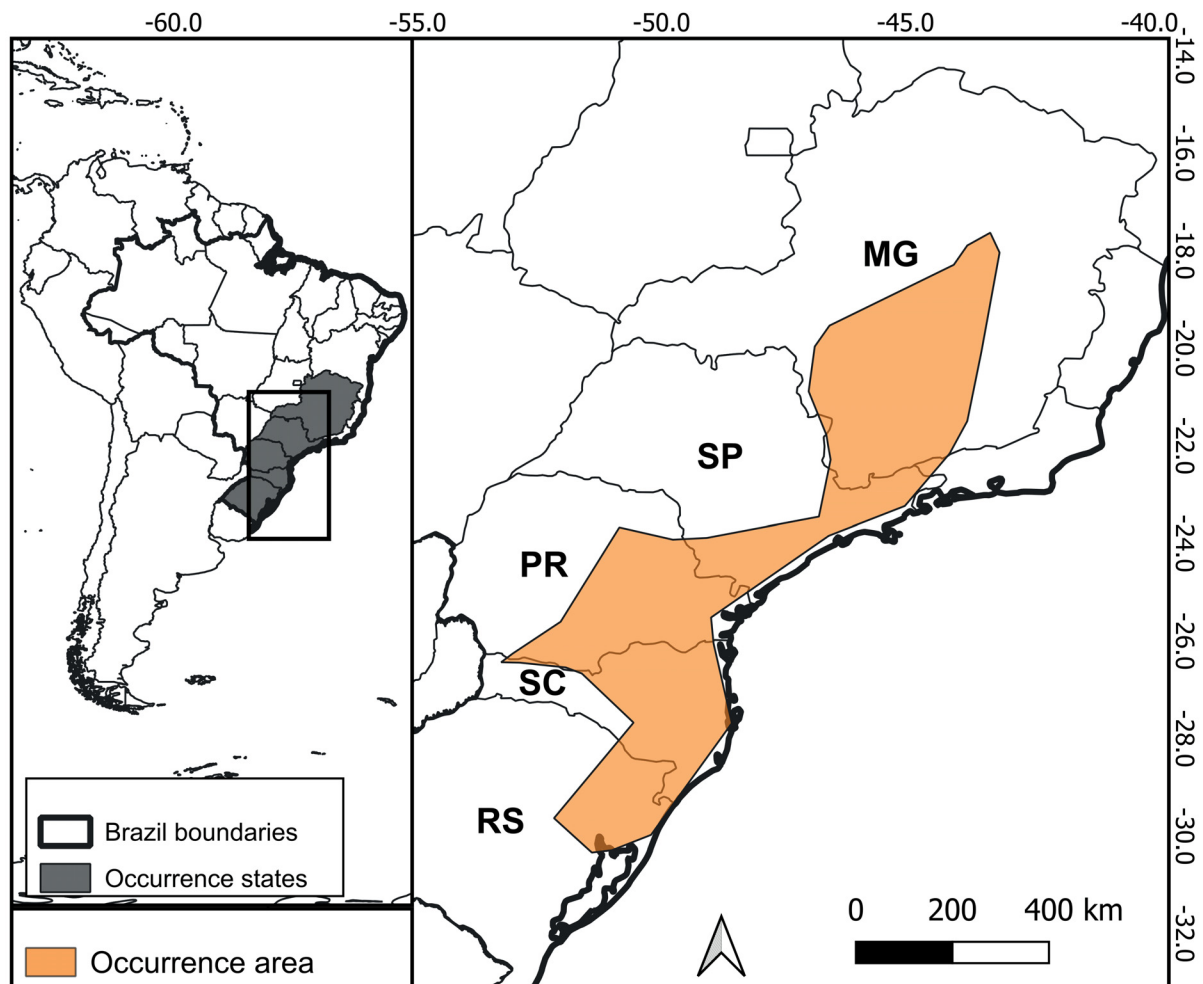 -60.0 -55.0 -50.0 -45.0 -40.0
-14.0
-16.0
-18.0
-20.0
-22.0
-24.0
-26.0
-28.0
-30.0
-32.0
MG
SP
PR
SC
RS
Brazil boundaries
Occurrence states
Occurrence area
0 200 400 km